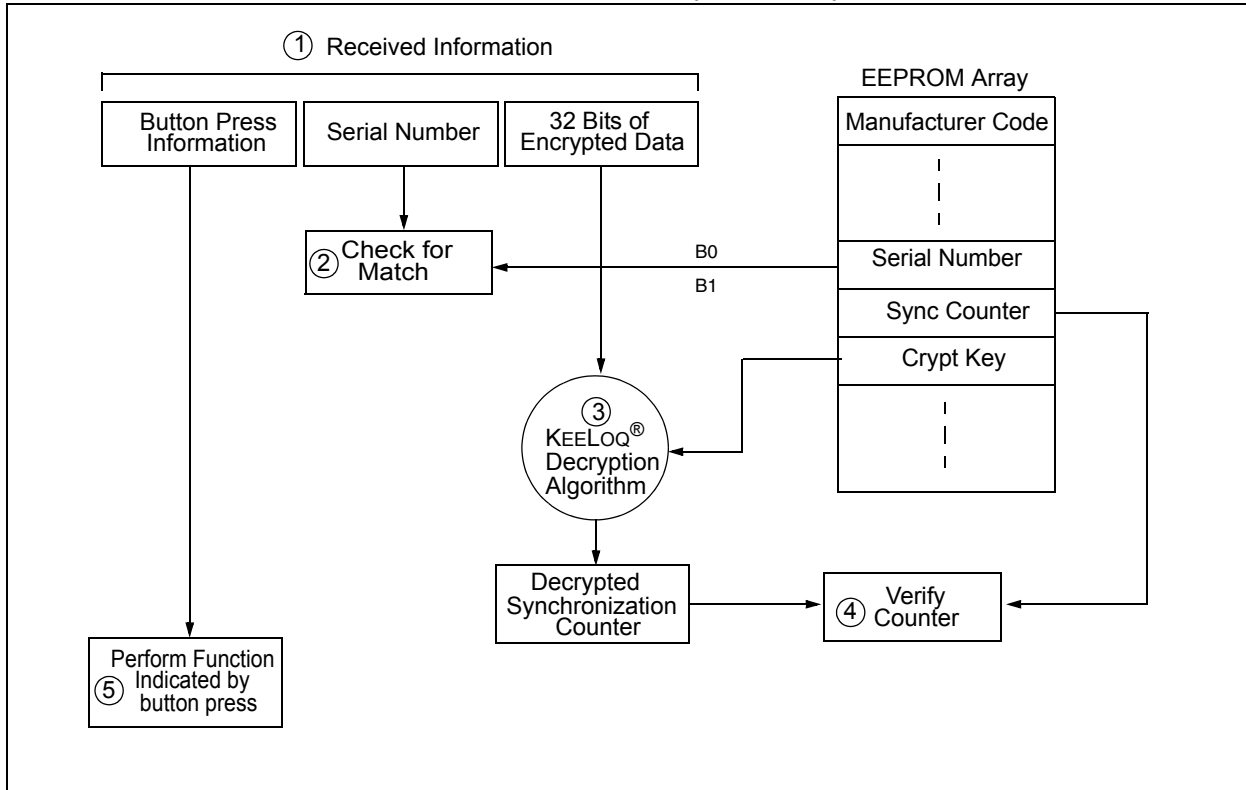 ① Received Information
EEPROM Array
Button Press
Information
Serial Number
32 Bits of
Encrypted Data
Manufacturer Code
② Check for
Match
B0
B1
Serial Number
Sync Counter
Crypt Key
③
KEELOQ®
Decryption
Algorithm
Decrypted
Synchronization
Counter
④ Verify
Counter
Perform Function
⑤ Indicated by
button press